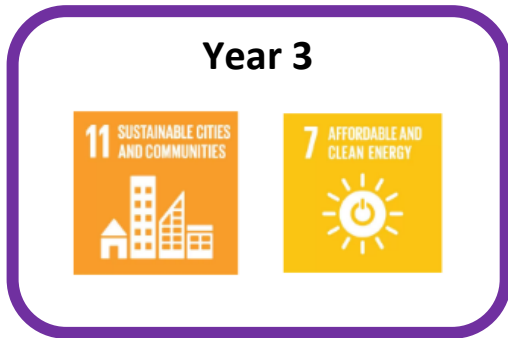 Year 3
11 SUSTAINABLE CITIES
AND COMMUNITIES
7 AFFORDABLE AND
CLEAN ENERGY